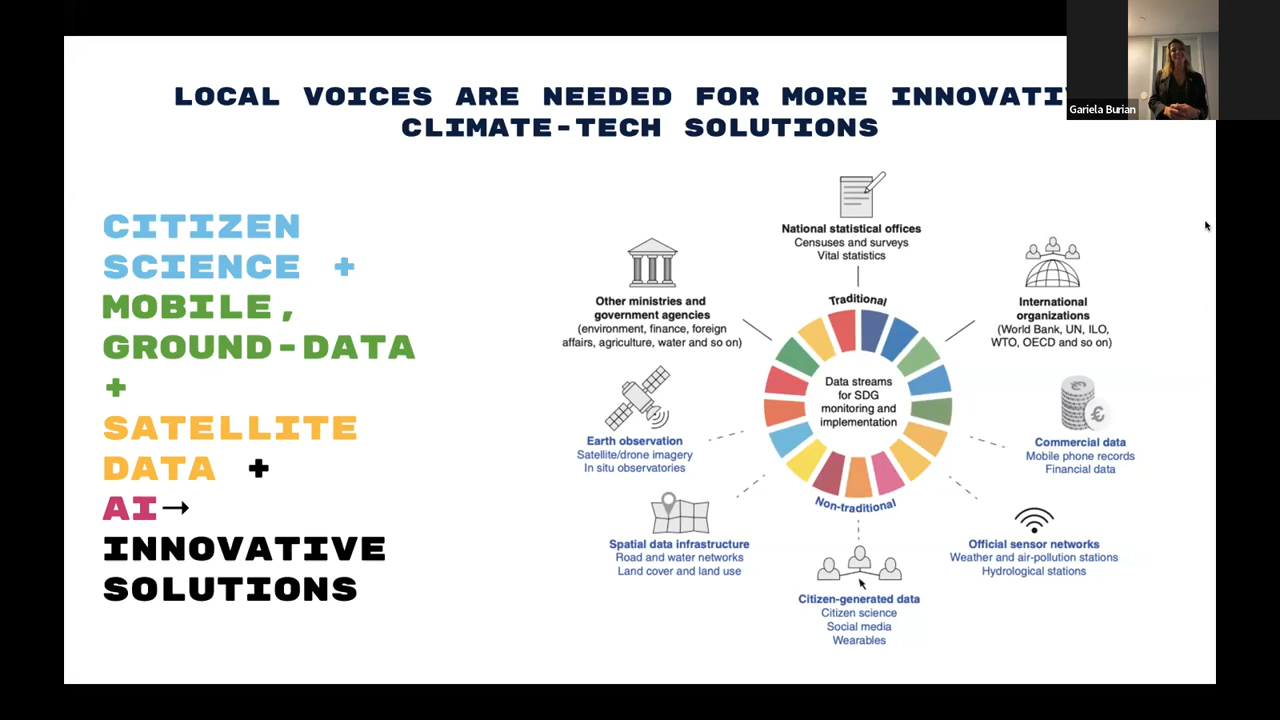 LOCAL VOICES ARE NEEDED FOR MORE INNOVATI
CLIMATE-TECH SOLUTIONS
Gariela Burian
CITIZEN
SCIENCE +
MOBILE,
GROUND-DATA
+
SATELLITE
DATA +
AI→
INNOVATIVE
SOLUTIONS
National statistical offices
Censuses and surveys
Vital statistics
Other ministries and
government agencies
(environment, finance, foreign
affairs, agriculture, water and so on)
International
organizations
(World Bank, UN, ILO,
WTO, OECD and so on)
Traditional
Data streams
for SDG
monitoring and
implementation
Non-traditional
Earth observation
Satellite/drone imagery
In situ observatories
Commercial data
Mobile phone records
Financial data
Spatial data infrastructure
Road and water networks
Land cover and land use
Official sensor networks
Weather and air-pollution stations
Hydrological stations
Citizen-generated data
Citizen science
Social media
Wearables